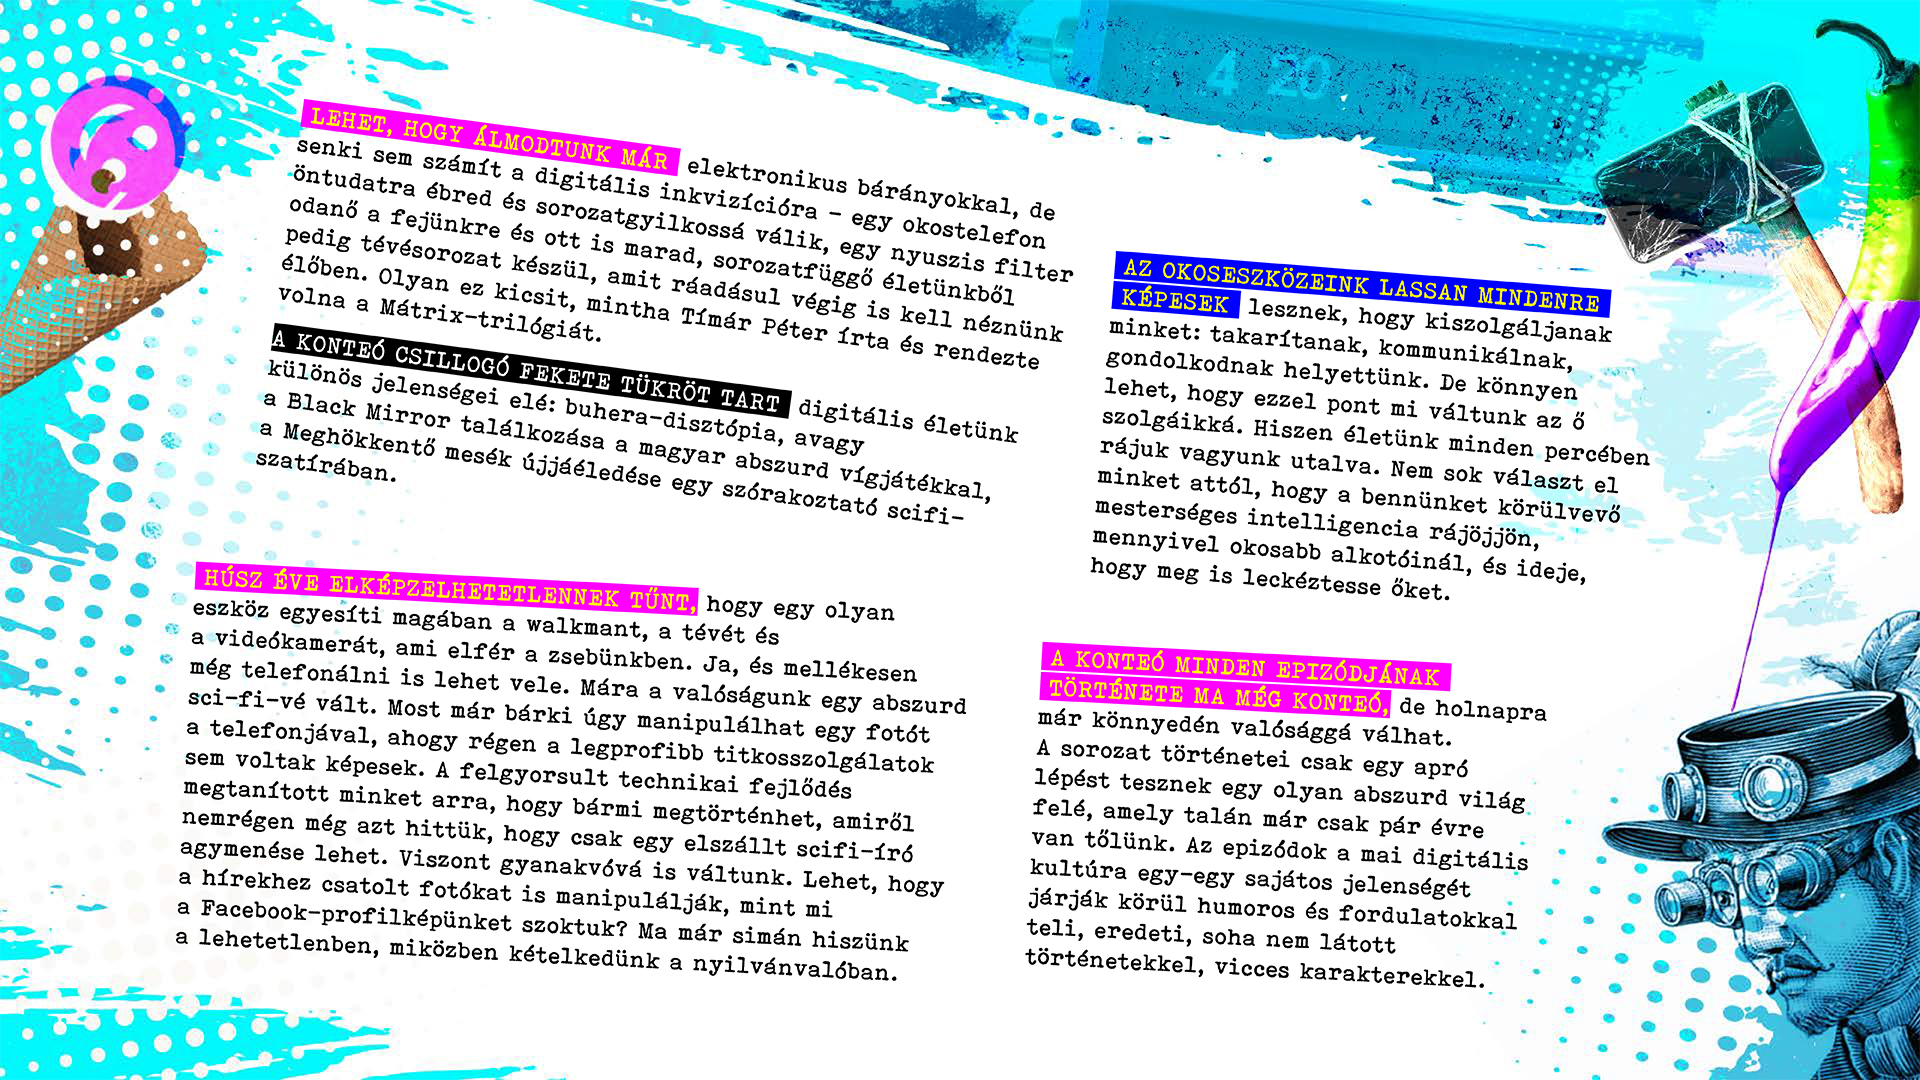 4 20
LEHET, HOGY ÁLMODTUNK MÁR elektronikus bárányokkal, de
senki sem számít a digitális inkvizícióra – egy okostelefon
öntudatra ébred és sorozatgyilkossá válik, egy nyuszis filter
odanő a fejünkre és ott is marad, sorozatfüggő életünkből
pedig tévésorozat készül, amit ráadásul végig is kell néznünk
élőben. Olyan ez kicsit, mintha Tímár Péter írta és rendezte
volna a Mátrix-trilógiát.
A KONTEÓ CSILLOGÓ FEKETE TÜKRÖT TART digitális életünk
különös jelenségei elé: buhera-disztópia, avagy
a Black Mirror találkozása a magyar abszurd vígjátékkal,
a Meghökkentő mesék újjáéledése egy szórakoztató scifi-
szatírában.
HÚSZ ÉVE ELKÉPZELHETETLENNEK TŰNT, hogy egy olyan
eszköz egyesíti magában a walkmant, a tévét és
a videókamerát, ami elfér a zsebünkben. Ja, és mellékesen
még telefonálni is lehet vele. Mára a valóságunk egy abszurd
sci-fi-vé vált. Most már bárki úgy manipulálhat egy fotót
a telefonjával, ahogy régen a legprofibb titkosszolgálatok
sem voltak képesek. A felgyorsult technikai fejlődés
megtanított minket arra, hogy bármi megtörténhet, amiről
nemrégen még azt hittük, hogy csak egy elszállt scifi-író
agymenése lehet. Viszont gyanakvóvá is váltunk. Lehet, hogy
a hírekhez csatolt fotókat is manipulálják, mint mi
a Facebook-profilképünket szoktuk? Ma már simán hiszünk
a lehetetlenben, miközben kételkedünk a nyilvánvalóban.
AZ OKOSESZKÖZEINK LASSAN MINDENRE
KÉPESEK lesznek, hogy kiszolgáljanak
minket: takarítanak, kommunikálnak,
gondolkodnak helyettünk. De könnyen
lehet, hogy ezzel pont mi váltunk az ő
szolgáikká. Hiszen életünk minden percében
rájuk vagyunk utalva. Nem sok választ el
minket attól, hogy a bennünket körülvevő
mesterséges intelligencia rájöjjön,
mennyivel okosabb alkotóinál, és ideje,
hogy meg is leckéztesse őket.
A KONTEÓ MINDEN EPIZÓDJÁNAK
TÖRTÉNETE MA MÉG KONTEÓ, de holnapra
már könnyedén valósággá válhat.
A sorozat történetei csak egy apró
lépést tesznek egy olyan abszurd világ
felé, amely talán már csak pár évre
van tőlünk. Az epizódok a mai digitális
kultúra egy-egy sajátos jelenségét
járják körül humoros és fordulatokkal
teli, eredeti, soha nem látott
történetekkel, vicces karakterekkel.